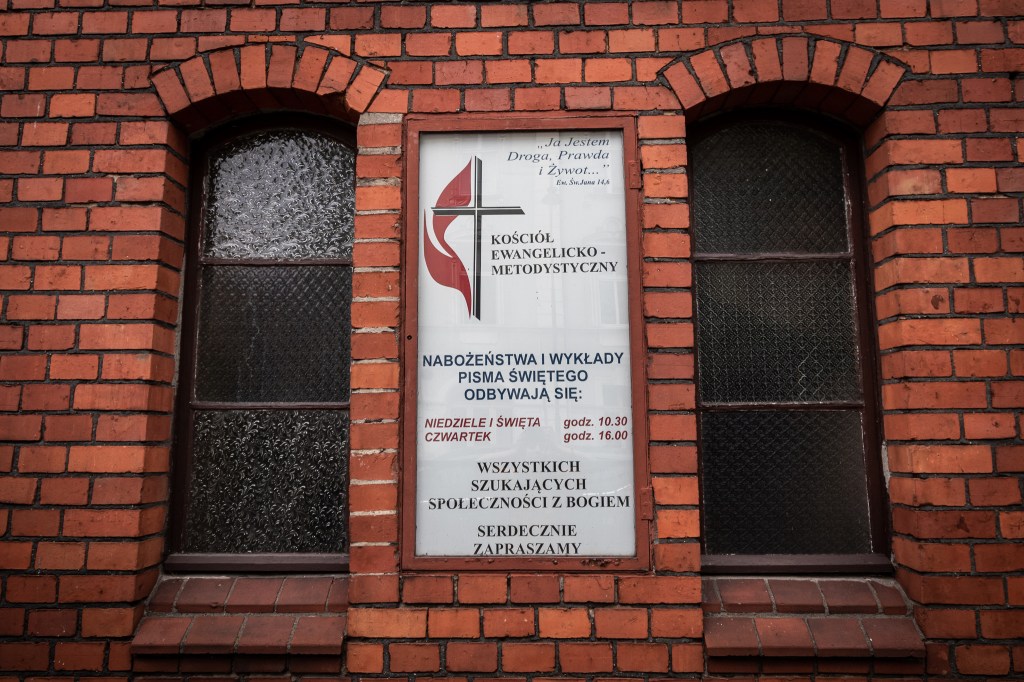 „Ja Jestem
Droga, Prawda
i Żywot...”
Ew. Św.Jana 14,6
KOŚCIÓŁ
EWANGELICKO -
METODYSTYCZNY
NABOŻEŃSTWA I WYKŁADY
PISMA ŚWIĘTEGO
ODBYWAJĄ SIĘ:
NIEDZIELE I ŚWIĘTA godz. 10.30
CZWARTEK godz. 16.00
WSZYSTKICH
SZUKAJĄCYCH
SPOŁECZNOŚCI Z BOGIEM
SERDECZNIE
ZAPRASZAMY